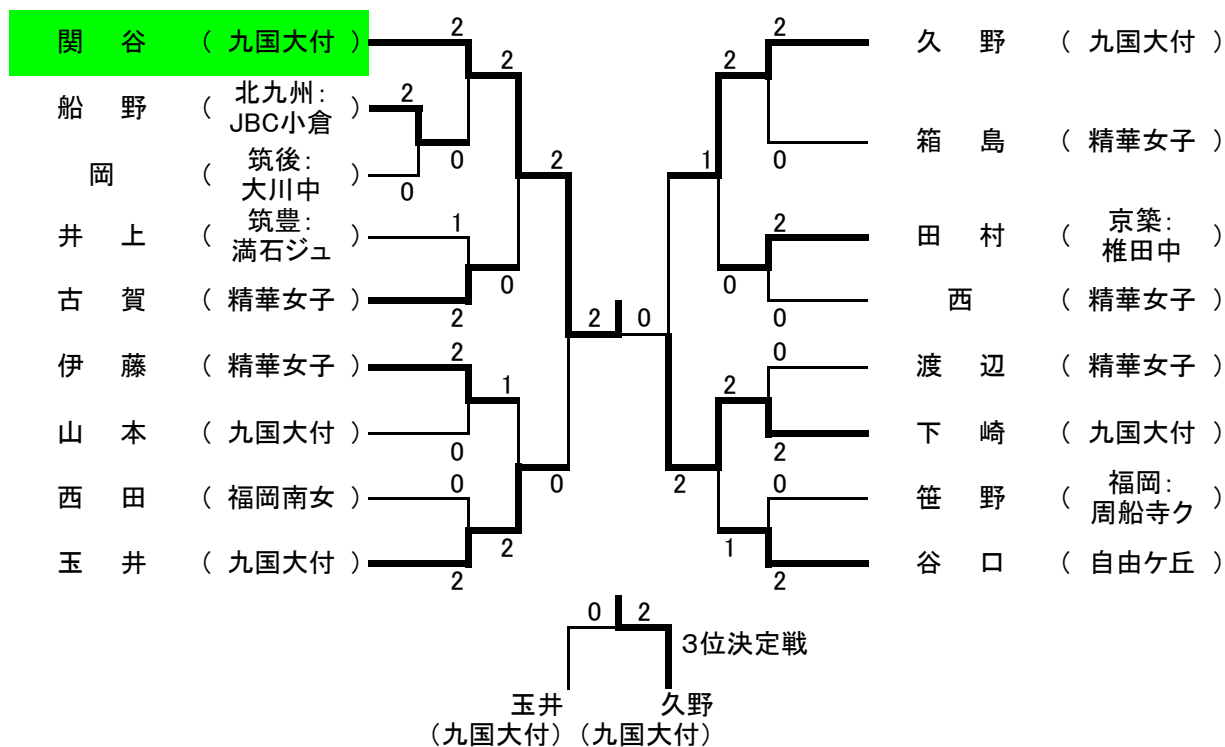 関 谷 ( 九国大付 ) 2 2 久 野 ( 九国大付 )
2 2
船 野 ( 北九州: JBC小倉 ) 2
0 箱 島 ( 精華女子 ) 0
岡 ( 筑後: 大川中 ) 0
2 1
井 上 ( 筑豊: 満石ジュ ) 1 2 田 村 ( 京築: 椎田中 )
0 0
古 賀 ( 精華女子 ) 2 0 西 ( 精華女子 )
2 0
伊 藤 ( 精華女子 ) 2 0 渡 辺 ( 精華女子 )
1 2
山 本 ( 九国大付 ) 0 2 下 崎 ( 九国大付 )
0 2
西 田 ( 福岡南女 ) 0 0 笹 野 ( 福岡: 周船寺ク )
2 1
玉 井 ( 九国大付 ) 2 2 谷 口 ( 自由ケ丘 )
0 2
3位決定戦
玉井 久野
(九国大付) (九国大付)